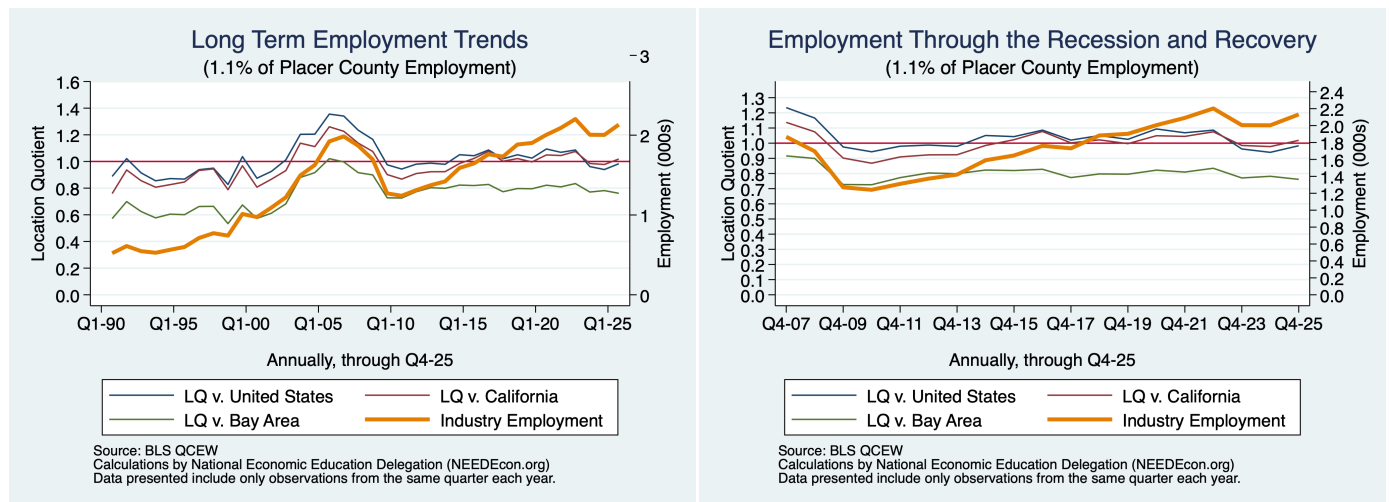 Long Term Employment Trends
(1.1% of Placer County Employment)
Location Quotient
1.6
1.4
1.2
1.0
0.8
0.6
0.4
0.2
0.0
3
2
1
0
Employment (000s)
Q1-90 Q1-95 Q1-00 Q1-05 Q1-10 Q1-15 Q1-20 Q1-25
Annually, through Q4-25
LQ v. United States LQ v. California
LQ v. Bay Area Industry Employment
Source: BLS QCEW
Calculations by National Economic Education Delegation (NEEDEcon.org)
Data presented include only observations from the same quarter each year.
Employment Through the Recession and Recovery
(1.1% of Placer County Employment)
Location Quotient
1.3
1.2
1.1
1.0
0.9
0.8
0.7
0.6
0.5
0.4
0.3
0.2
0.1
0.0
2.4
2.2
2.0
1.8
1.6
1.4
1.2
1.0
0.8
0.6
0.4
0.2
0.0
Employment (000s)
Q4-07 Q4-09 Q4-11 Q4-13 Q4-15 Q4-17 Q4-19 Q4-21 Q4-23 Q4-25
Annually, through Q4-25
LQ v. United States LQ v. California
LQ v. Bay Area Industry Employment
Source: BLS QCEW
Calculations by National Economic Education Delegation (NEEDEcon.org)
Data presented include only observations from the same quarter each year.